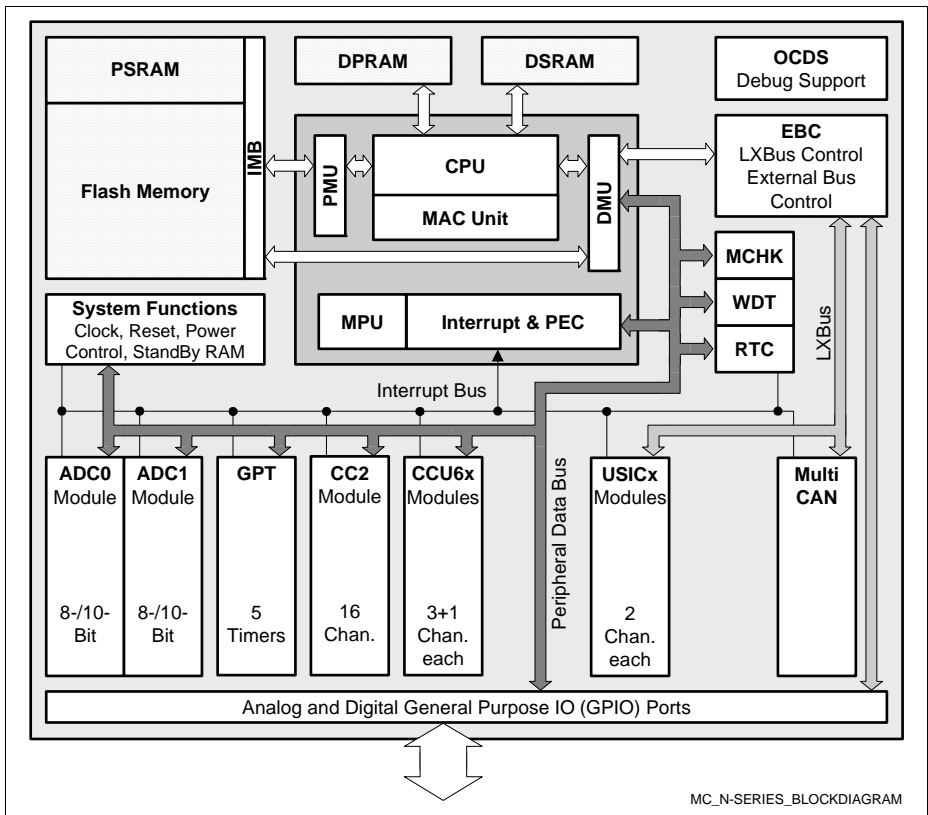 PSRAM
Flash Memory
IMB
DPRAM
DSRAM
OCDS
Debug Support
PMU
CPU
MAC Unit
DMU
EBC
LXBus Control
External Bus
Control
MCHK
WDT
RTC
LXBus
System Functions
Clock, Reset, Power
Control, StandBy RAM
MPU
Interrupt & PEC
Interrupt Bus
ADC0
Module
8-/10-
Bit
ADC1
Module
8-/10-
Bit
GPT
5
Timers
CC2
Module
16
Chan.
CCU6x
Modules
3+1
Chan.
each
Peripheral Data Bus
USICx
Modules
2
Chan.
each
Multi
CAN
Analog and Digital General Purpose IO (GPIO) Ports
MC_N-SERIES_BLOCKDIAGRAM